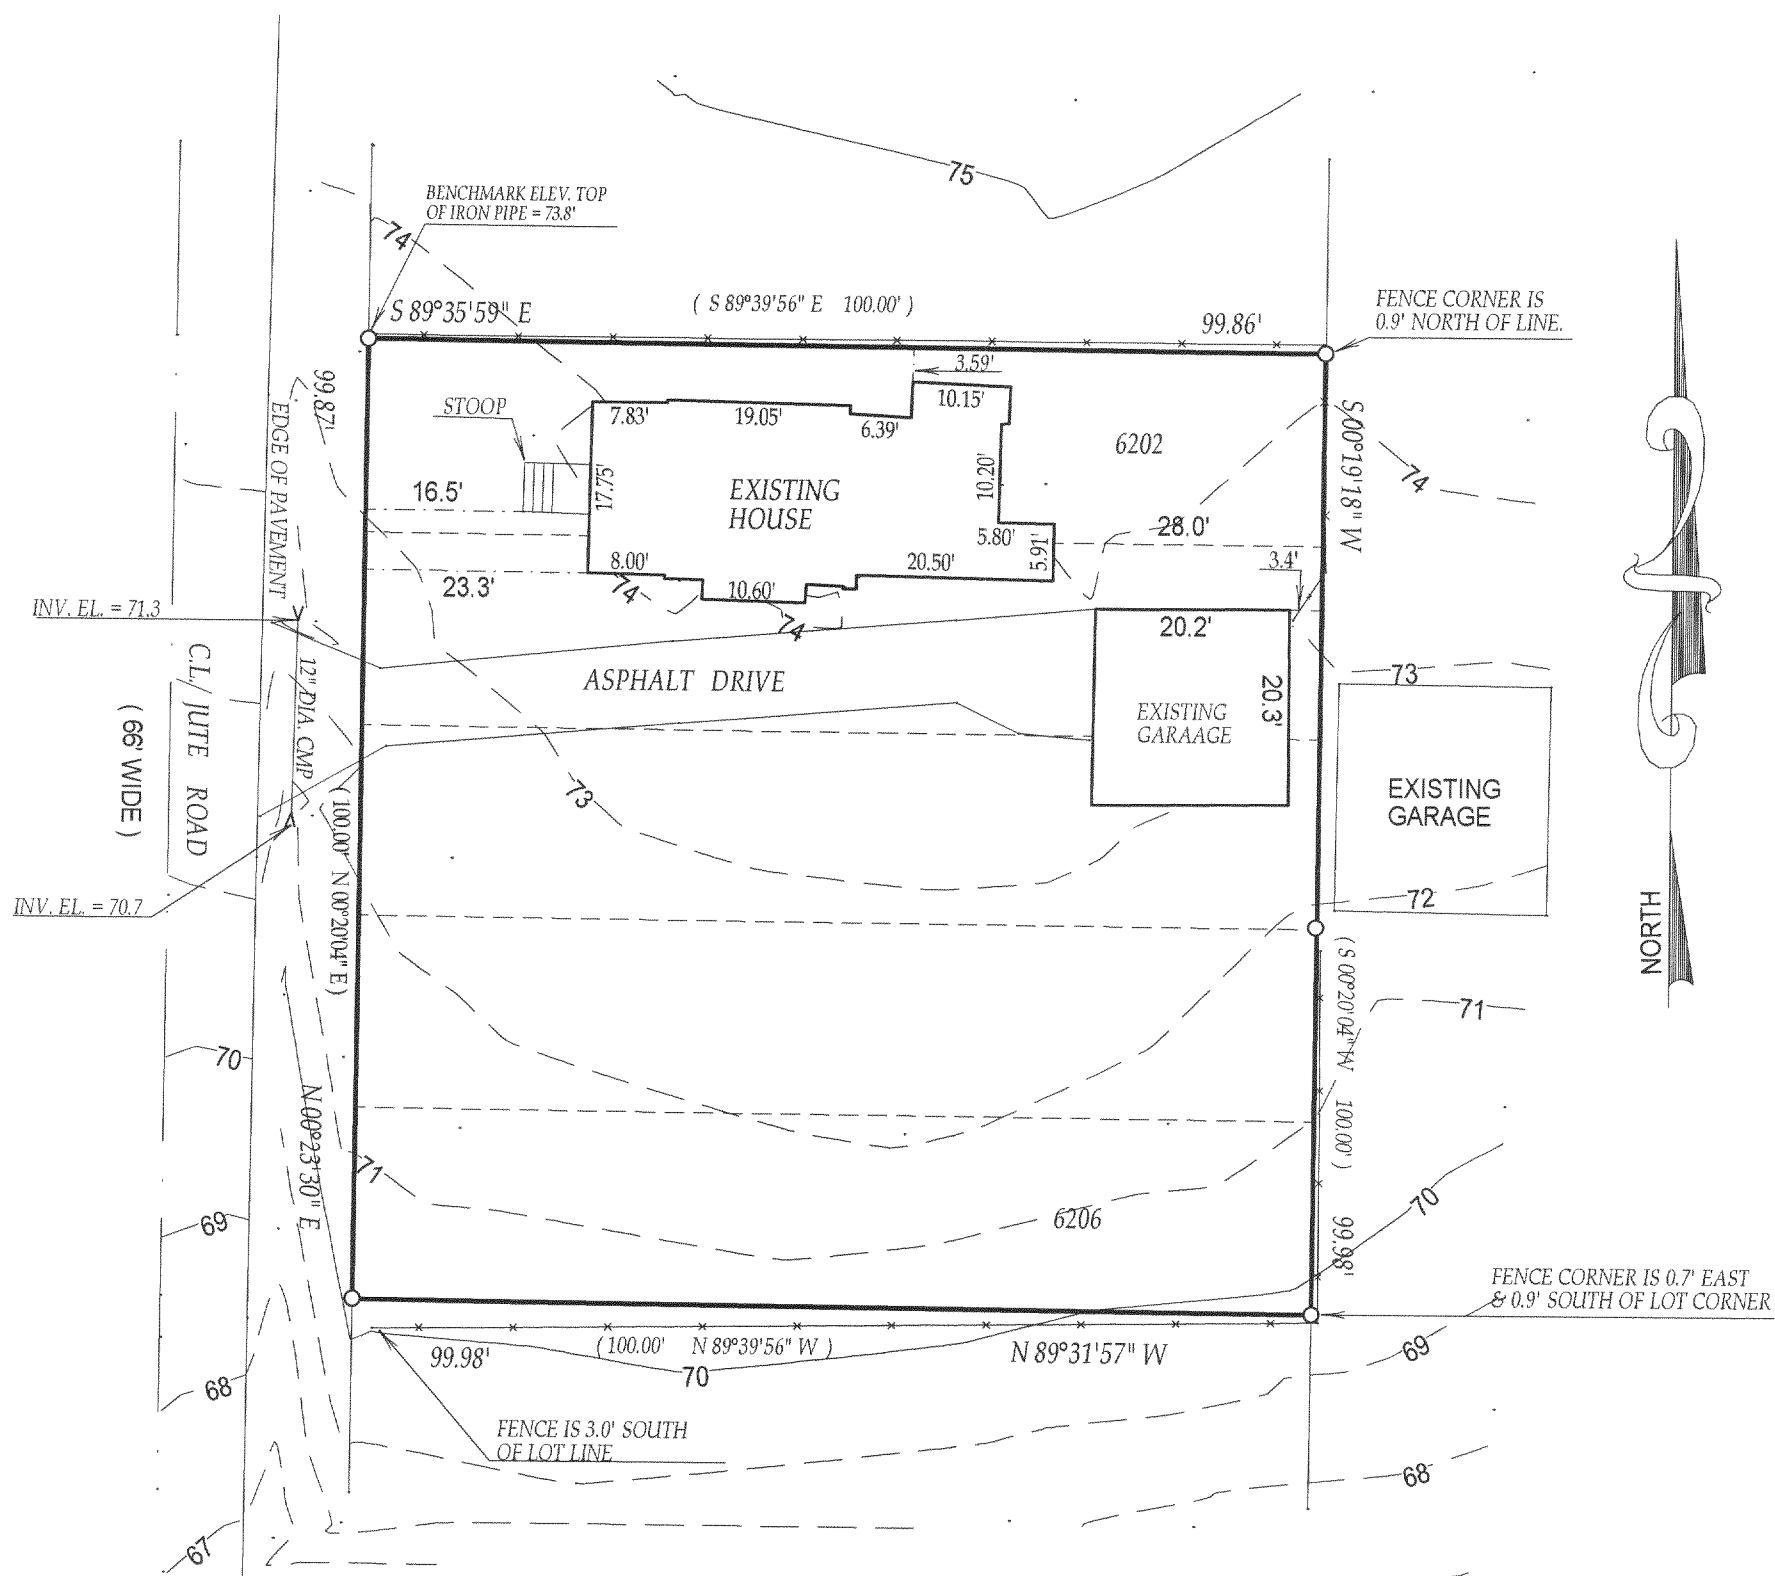 75
BENCHMARK ELEV. TOP
OF IRON PIPE = 73.8'
74
S 89°35'59" E
( S 89°39'56" E 100.00' )
99.86'
FENCE CORNER IS
0.9' NORTH OF LINE.
3.59'
99.87'
EDGE OF PAVEMENT
STOOP
7.83'
19.05'
6.39'
10.15'
6202
S 00°19'18" W
74
16.5'
17.75'
EXISTING
HOUSE
10.20'
28.0'
5.80'
5.91'
3.4'
23.3'
8.00'
74
10.60'
74
20.50'
INV. EL. = 71.3
20.2'
C.L. JUTE ROAD
( 66' WIDE )
12" DIA. CMP
ASPHALT DRIVE
20.3'
EXISTING
GARAAGE
73
73
EXISTING
GARAGE
INV. EL. = 70.7
( 100.00' N 00°20'04" E )
72
NORTH
( S 00°20'04" W 100.00' )
71
70
N 00°23'30" E
71
69
6206
70
99.98'
FENCE CORNER IS 0.7' EAST
& 0.9' SOUTH OF LOT CORNER
99.98'
( 100.00' N 89°39'56" W )
N 89°31'57" W
69
70
68
FENCE IS 3.0' SOUTH
OF LOT LINE
68
67